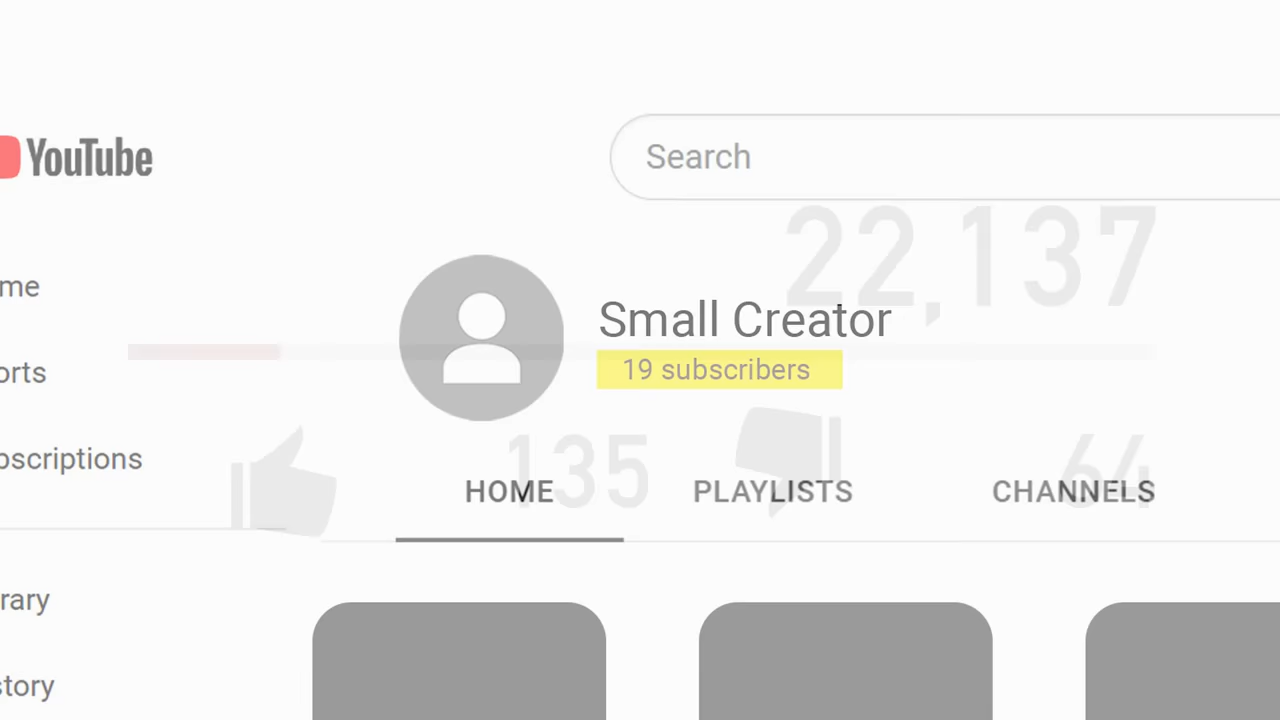 YouTube
Search
22,137
me
Small Creator
orts
19 subscribers
bscriptions
135
64
HOME
PLAYLISTS
CHANNELS
rary
story